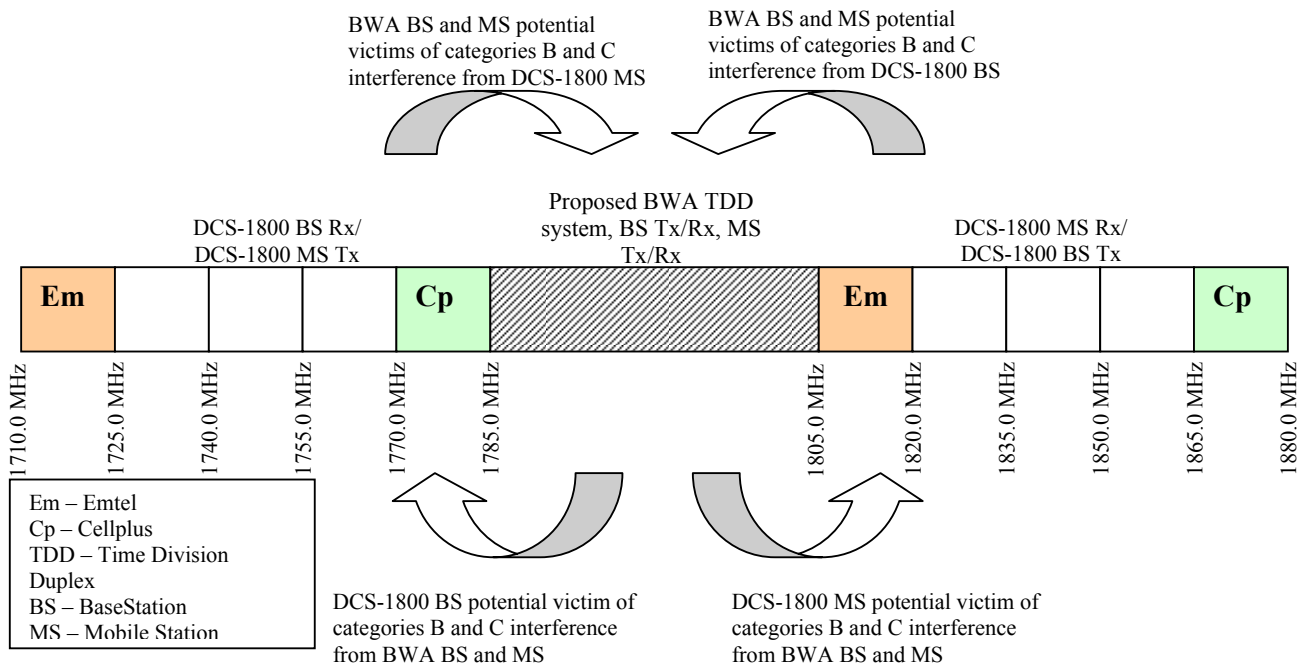 BWA BS and MS potential
victims of categories B and C
interference from DCS-1800 MS
BWA BS and MS potential
victims of categories B and C
interference from DCS-1800 BS
DCS-1800 BS Rx/
DCS-1800 MS Tx
Proposed BWA TDD
system, BS Tx/Rx, MS
Tx/Rx
DCS-1800 MS Rx/
DCS-1800 BS Tx
Em
Cp
Em
Cp
1710.0 MHz
1725.0 MHz
1740.0 MHz
1755.0 MHz
1770.0 MHz
1785.0 MHz
1805.0 MHz
1820.0 MHz
1835.0 MHz
1850.0 MHz
1865.0 MHz
1880.0 MHz
Em – Emtel
Cp – Cellplus
TDD – Time Division
Duplex
BS – BaseStation
MS – Mobile Station
DCS-1800 BS potential victim of
categories B and C interference
from BWA BS and MS
DCS-1800 MS potential victim of
categories B and C interference
from BWA BS and MS